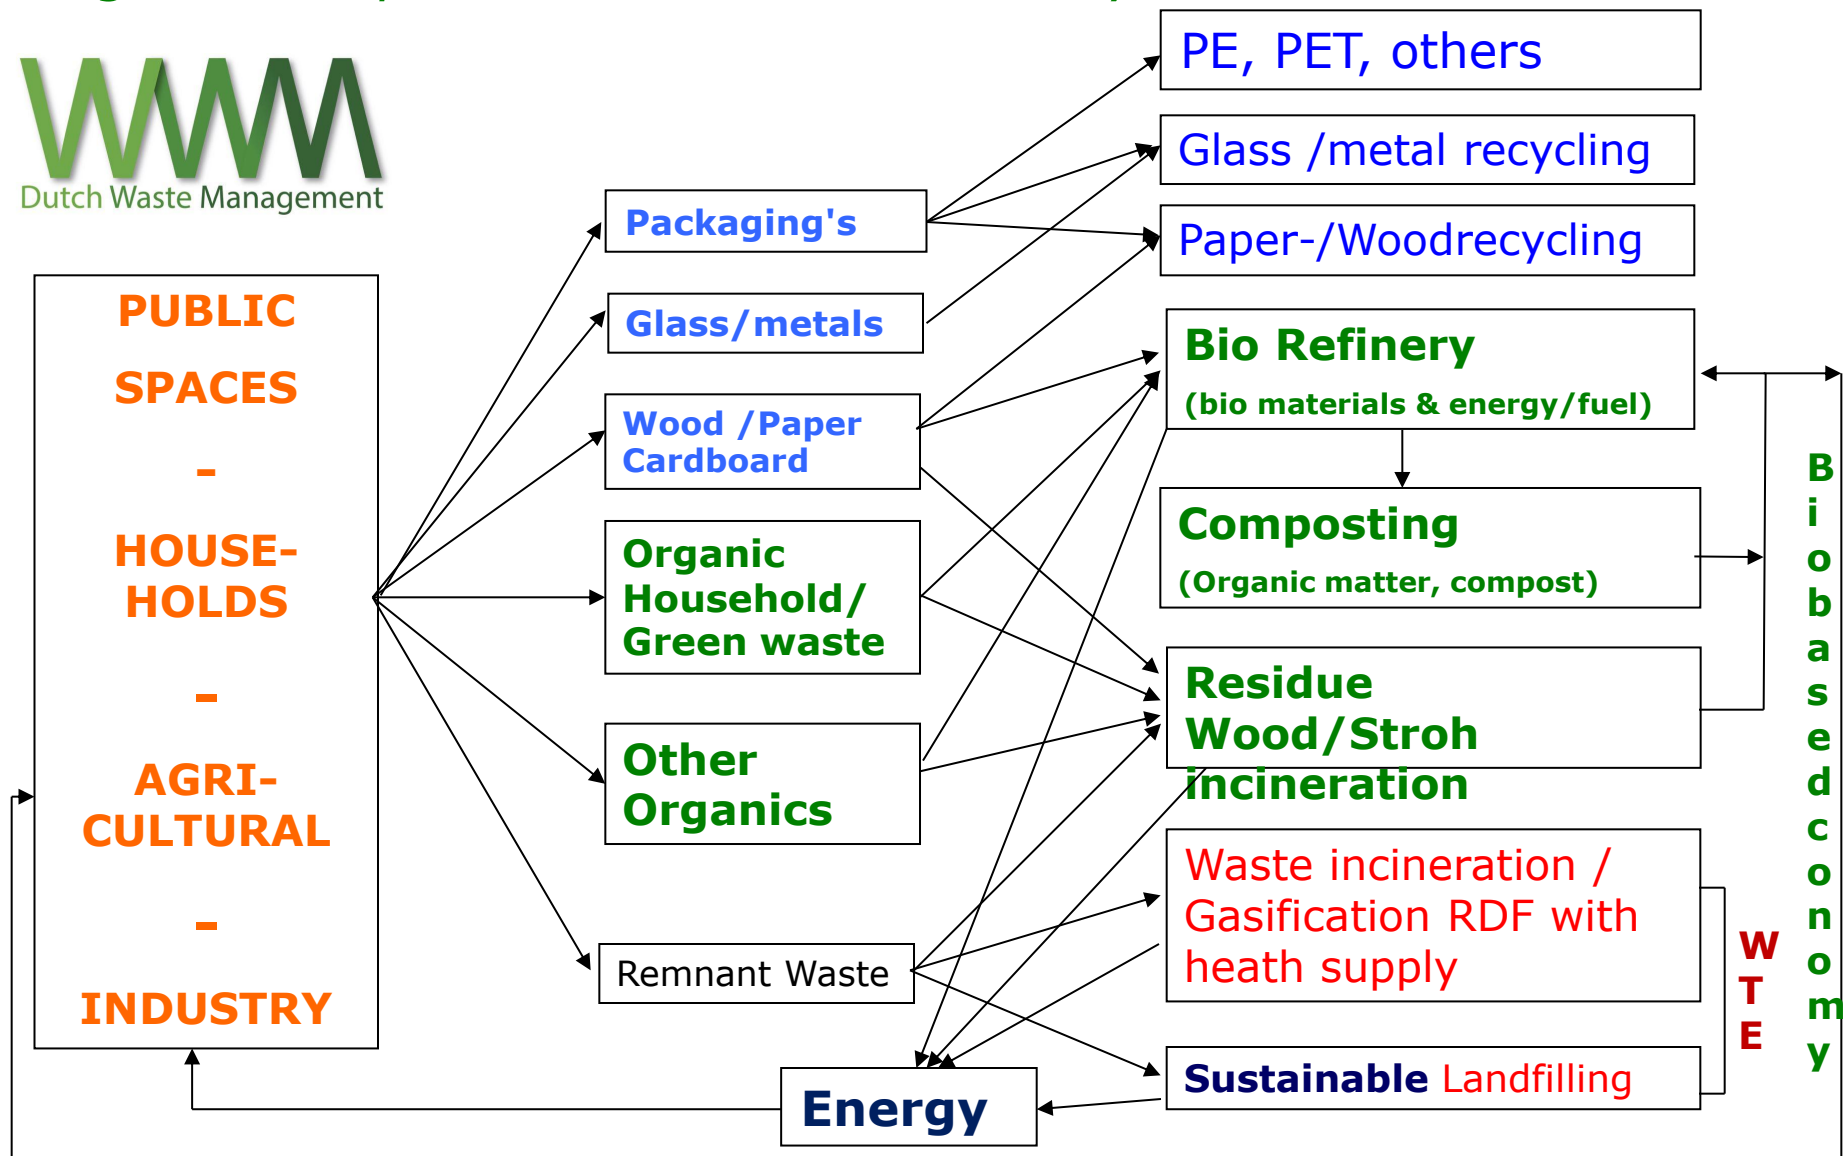 PE, PET, others
WWM
Dutch Waste Management
Glass /metal recycling
Packaging's
Paper-/Woodrecycling
PUBLIC
SPACES
-
HOUSE-
HOLDS
-
AGRI-
CULTURAL
-
INDUSTRY
Glass/metals
Wood /Paper
Cardboard
Organic
Household/
Green waste
Other
Organics
Remnant Waste
Bio Refinery
(bio materials & energy/fuel)
Composting
(Organic matter, compost)
Residue
Wood/Stroh
incineration
Waste incineration /
Gasification RDF with
heath supply
Sustainable Landfilling
Energy
W
T
E
B
i
o
b
a
s
e
d
c
o
n
o
m
y